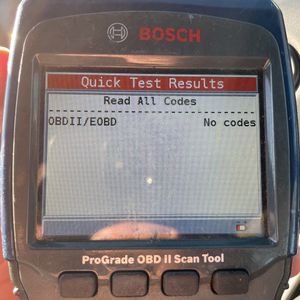 BOSCH
Quick Test Results
Read All Codes
OBDII/EOBD No codes
ProGrade OBD II Scan Tool